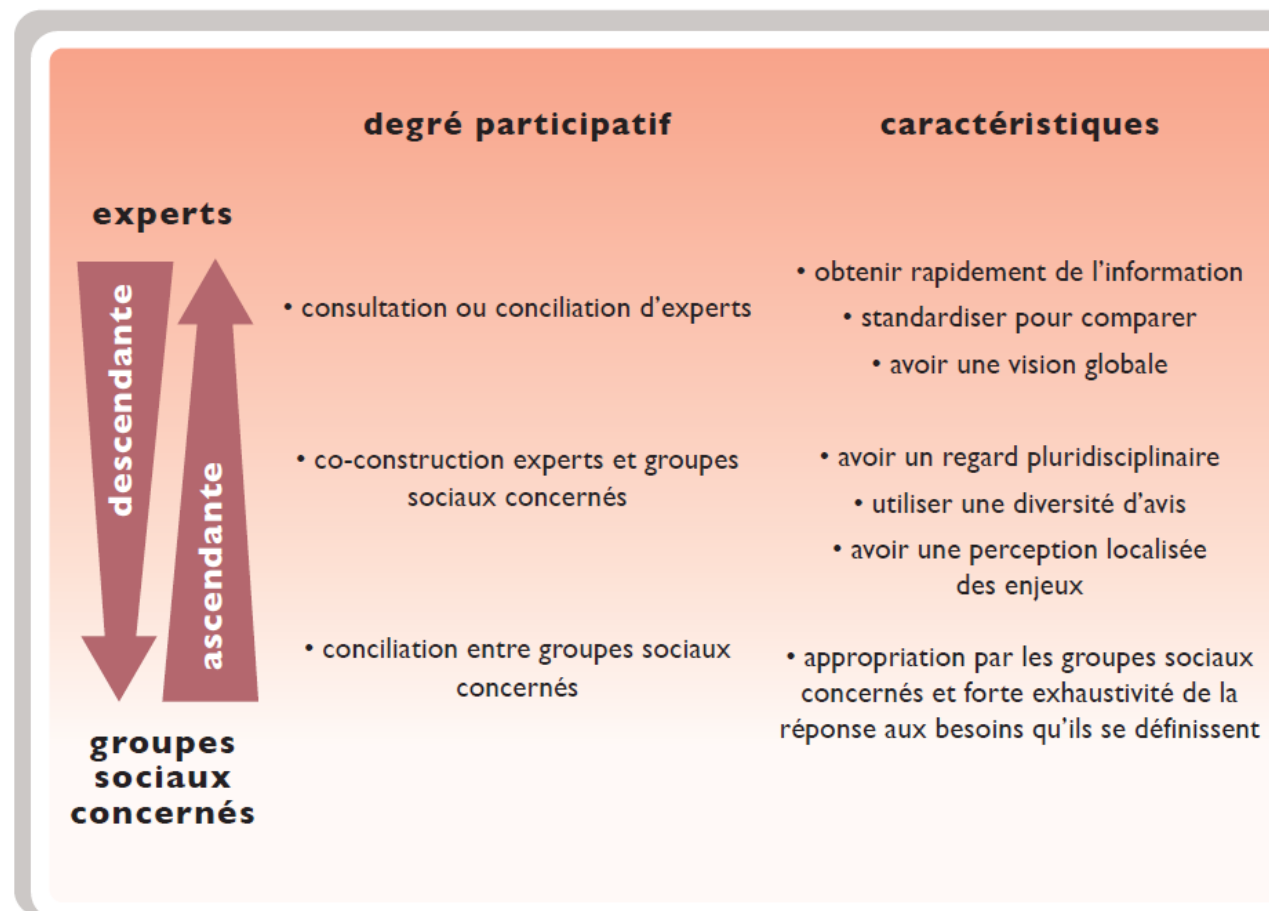 degré participatif
caractéristiques
experts
descendante
ascendante
groupes
sociaux
concernés
• consultation ou conciliation d’experts
• obtenir rapidement de l’information
• standardiser pour comparer
• avoir une vision globale
• co-construction experts et groupes
sociaux concernés
• avoir un regard pluridisciplinaire
• utiliser une diversité d’avis
• avoir une perception localisée
des enjeux
• conciliation entre groupes sociaux
concernés
• appropriation par les groupes sociaux
concernés et forte exhaustivité de la
réponse aux besoins qu’ils se définissent